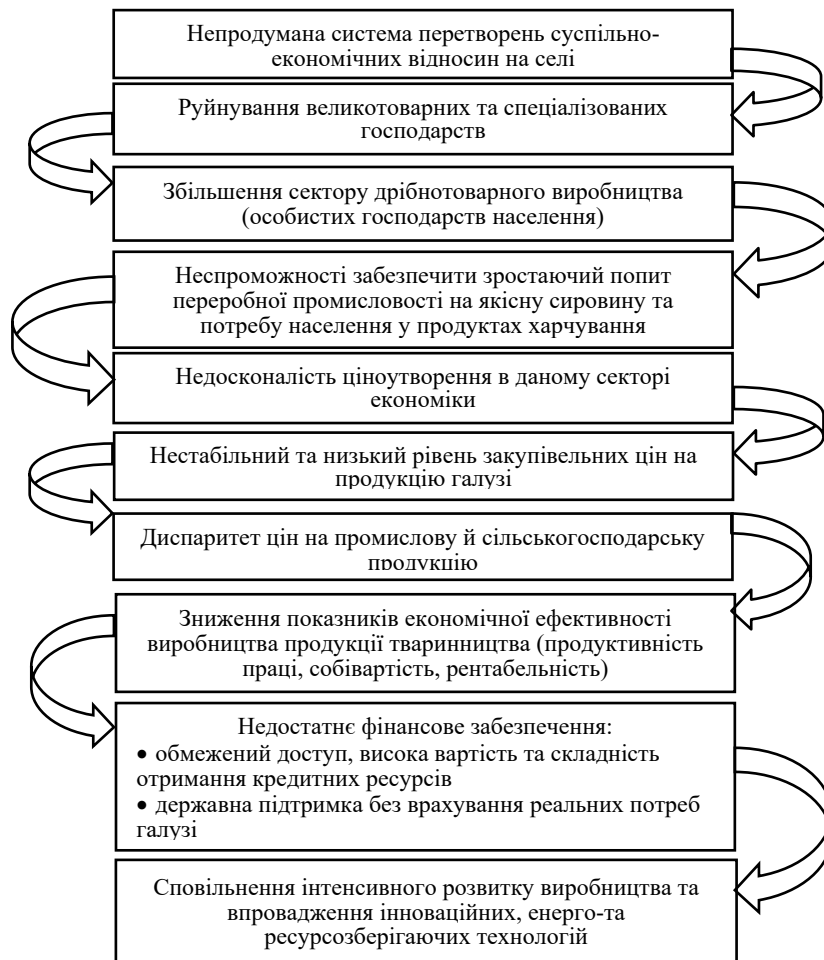 Непродумана система перетворень суспільно-
економічних відносин на селі
Руйнування великотоварних та спеціалізованих
господарств
Збільшення сектору дрібнотоварного виробництва
(особистих господарств населення)
Неспроможності забезпечити зростаючий попит
переробної промисловості на якісну сировину та
потребу населення у продуктах харчування
Недосконалість ціноутворення в даному секторі
економіки
Нестабільний та низький рівень закупівельних цін на
продукцію галузі
Диспаритет цін на промислову й сільськогосподарську
продукцію
Зниження показників економічної ефективності
виробництва продукції тваринництва (продуктивність
праці, собівартість, рентабельність)
Недостатнє фінансове забезпечення:
• обмежений доступ, висока вартість та складність
отримання кредитних ресурсів
• державна підтримка без врахування реальних потреб
галузі
Сповільнення інтенсивного розвитку виробництва та
впровадження інноваційних, енерго-та
ресурсозберігаючих технологій